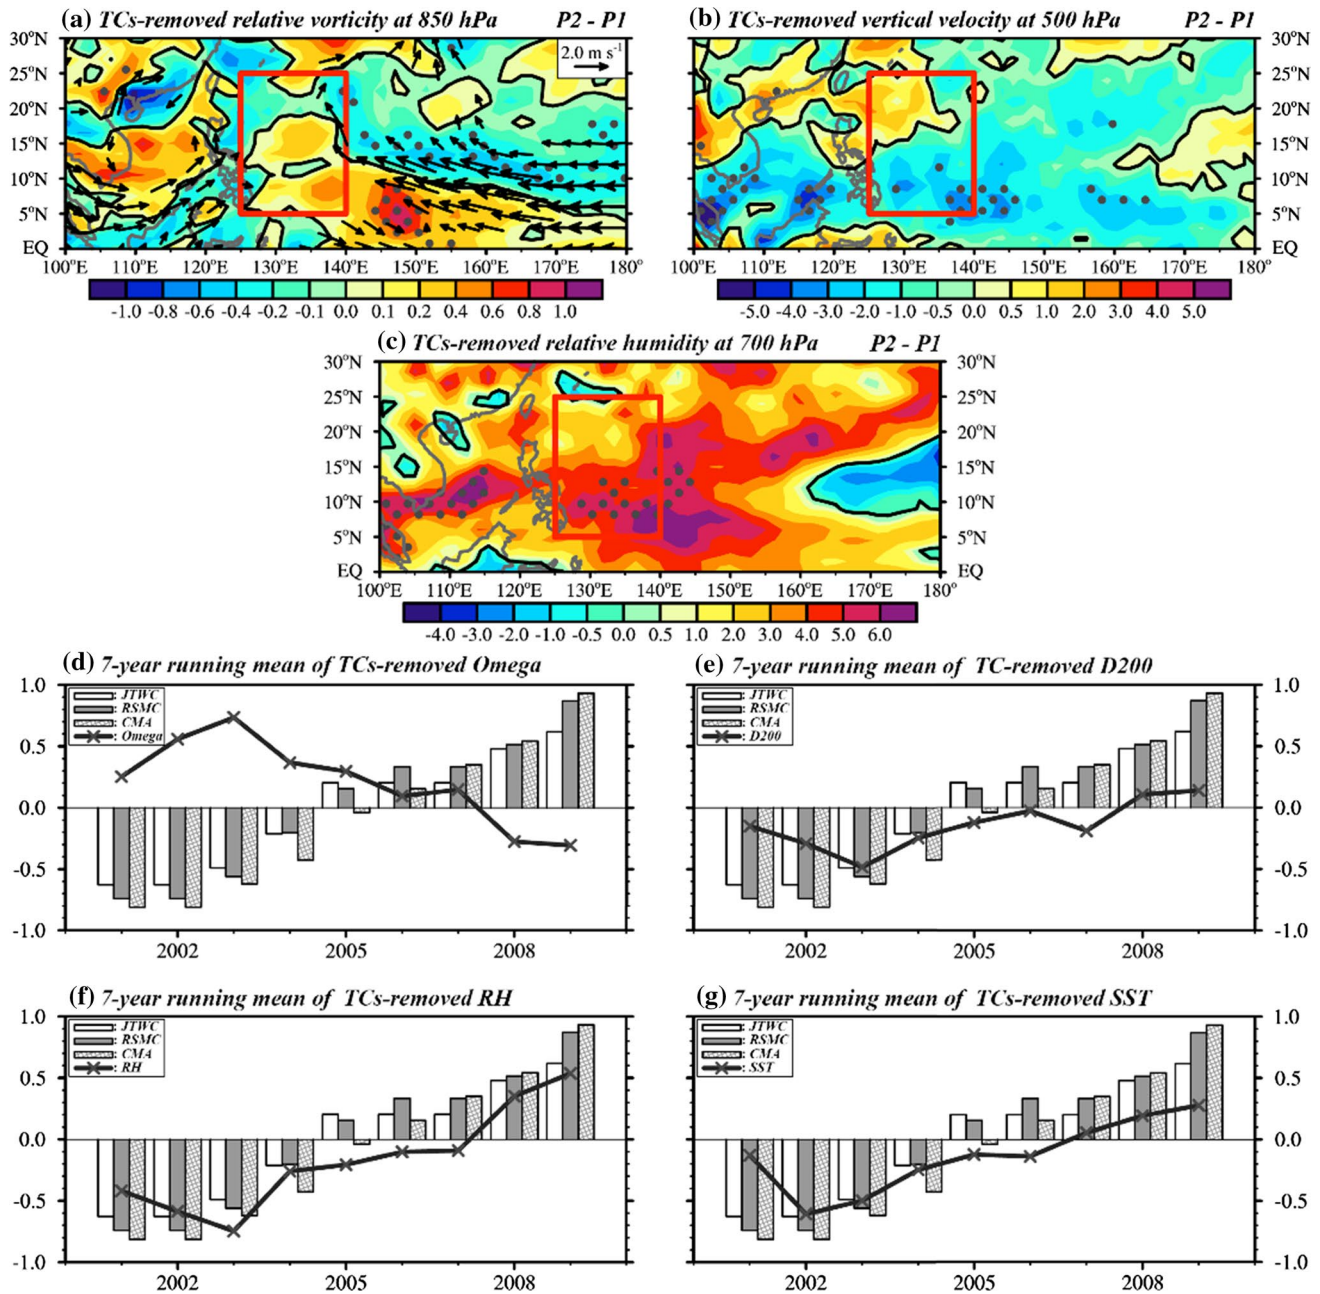 (a) TCs-removed relative vorticity at 850 hPa P2 - P1
2.0 m s-1
30°N
25°N
20°N
15°N
10°N
5°N
EQ
100°E 110°E 120°E 130°E 140°E 150°E 160°E 170°E 180°
-1.0 -0.8 -0.6 -0.4 -0.2 -0.1 0.0 0.1 0.2 0.4 0.6 0.8 1.0
(b) TCs-removed vertical velocity at 500 hPa P2 - P1
30°N
25°N
20°N
15°N
10°N
5°N
EQ
100°E 110°E 120°E 130°E 140°E 150°E 160°E 170°E 180°
-5.0 -4.0 -3.0 -2.0 -1.0 -0.5 0.0 0.5 1.0 2.0 3.0 4.0 5.0
(c) TCs-removed relative humidity at 700 hPa P2 - P1
30°N 30°N
25°N 25°N
20°N 20°N
15°N 15°N
10°N 10°N
5°N 5°N
EQ EQ
100°E 110°E 120°E 130°E 140°E 150°E 160°E 170°E 180°
-4.0 -3.0 -2.0 -1.0 -0.5 0.0 0.5 1.0 2.0 3.0 4.0 5.0 6.0
(d) 7-year running mean of TCs-removed Omega
: JTWC
: RSMC
: CMA
: Omega
1.0
0.5
0.0
-0.5
-1.0
2002 2005 2008
(e) 7-year running mean of TC-removed D200
: JTWC
: RSMC
: CMA
: D200
1.0
0.5
0.0
-0.5
-1.0
2002 2005 2008
(f) 7-year running mean of TCs-removed RH
: JTWC
: RSMC
: CMA
: RH
1.0
0.5
0.0
-0.5
-1.0
2002 2005 2008
(g) 7-year running mean of TCs-removed SST
: JTWC
: RSMC
: CMA
: SST
1.0
0.5
0.0
-0.5
-1.0
2002 2005 2008